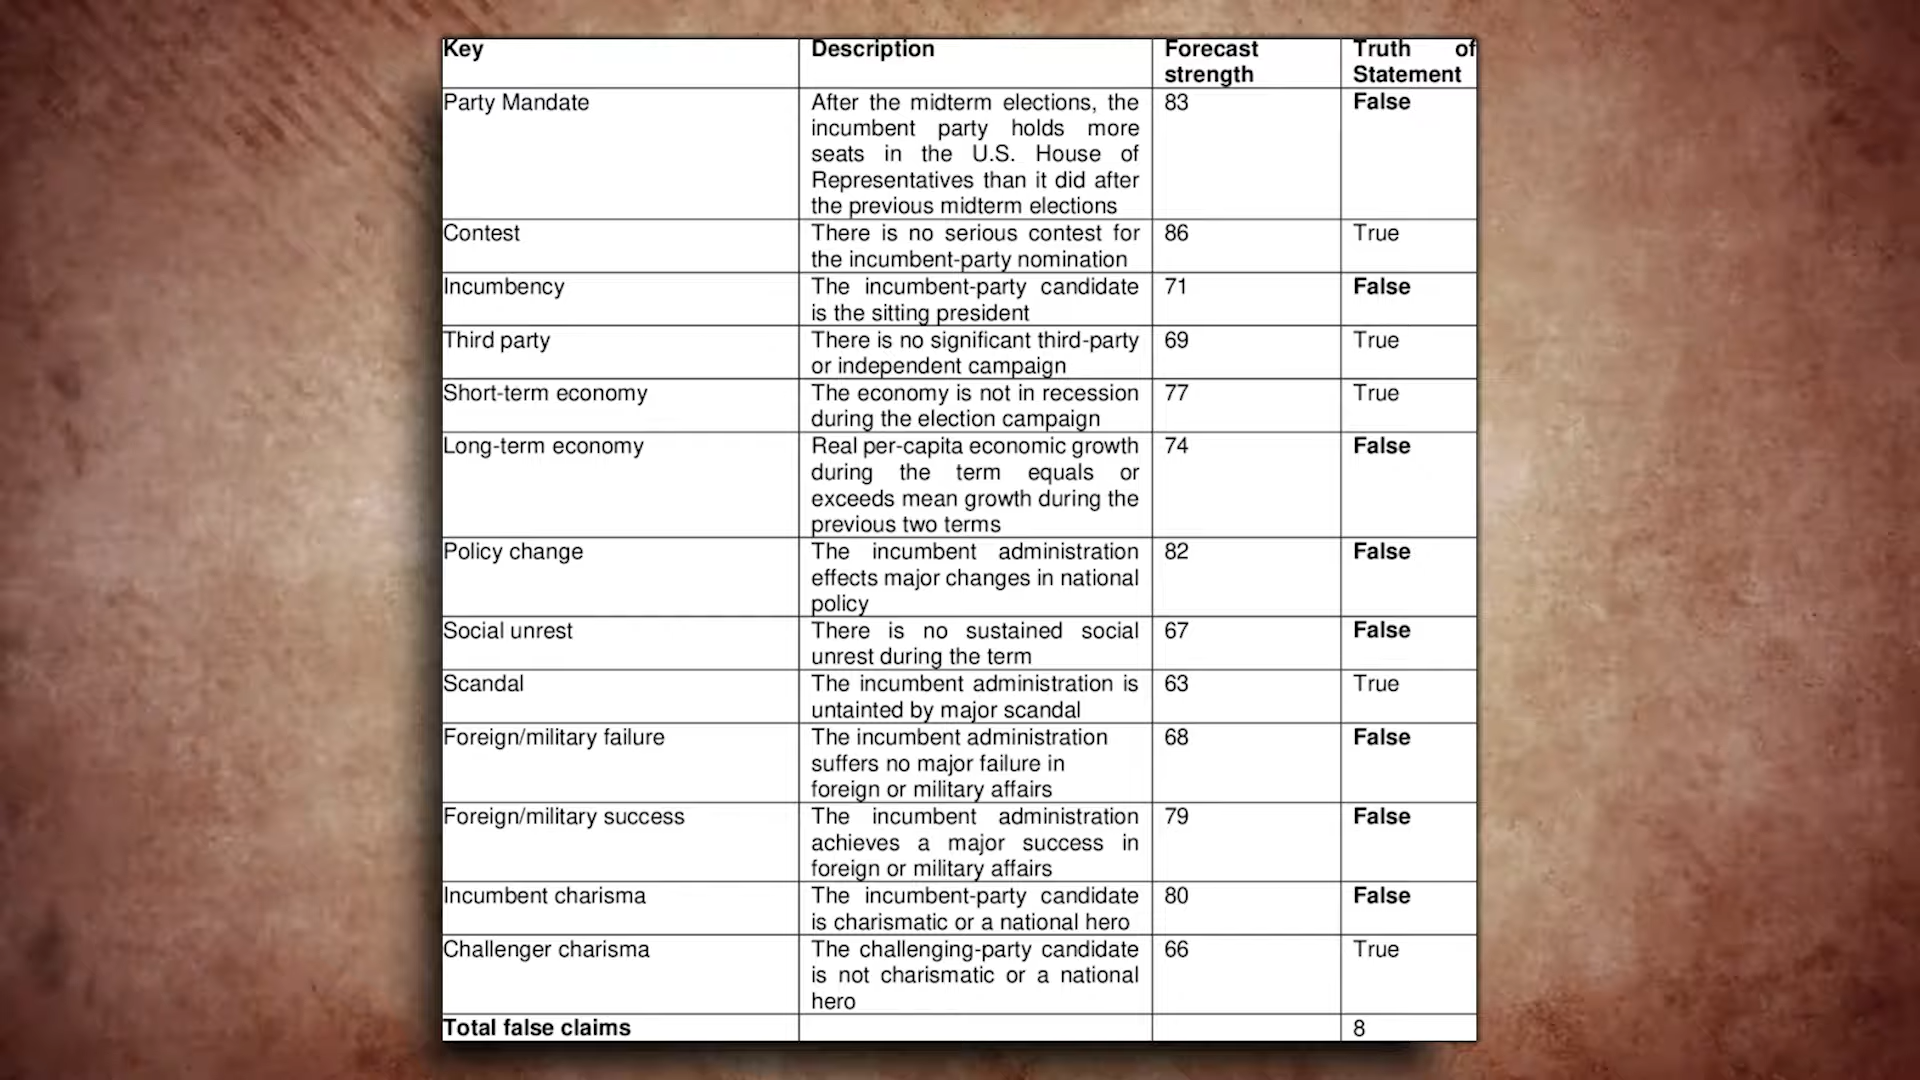 Key Description Forecast strength Truth of Statement
Party Mandate After the midterm elections, the 83 False
incumbent party holds more
seats in the U.S. House of
Representatives than it did after
the previous midterm elections
Contest There is no serious contest for 86 True
the incumbent-party nomination
Incumbency The incumbent-party candidate 71 False
is the sitting president
Third party There is no significant third-party 69 True
or independent campaign
Short-term economy The economy is not in recession 77 True
during the election campaign
Long-term economy Real per-capita economic growth 74 False
during the term equals or
exceeds mean growth during the
previous two terms
Policy change The incumbent administration 82 False
effects major changes in national
policy
Social unrest There is no sustained social 67 False
unrest during the term
Scandal The incumbent administration is 63 True
untainted by major scandal
Foreign/military failure The incumbent administration 68 False
suffers no major failure in
foreign or military affairs
Foreign/military success The incumbent administration 79 False
achieves a major success in
foreign or military affairs
Incumbent charisma The incumbent-party candidate 80 False
is charismatic or a national hero
Challenger charisma The challenging-party candidate 66 True
is not charismatic or a national
hero
Total false claims 8